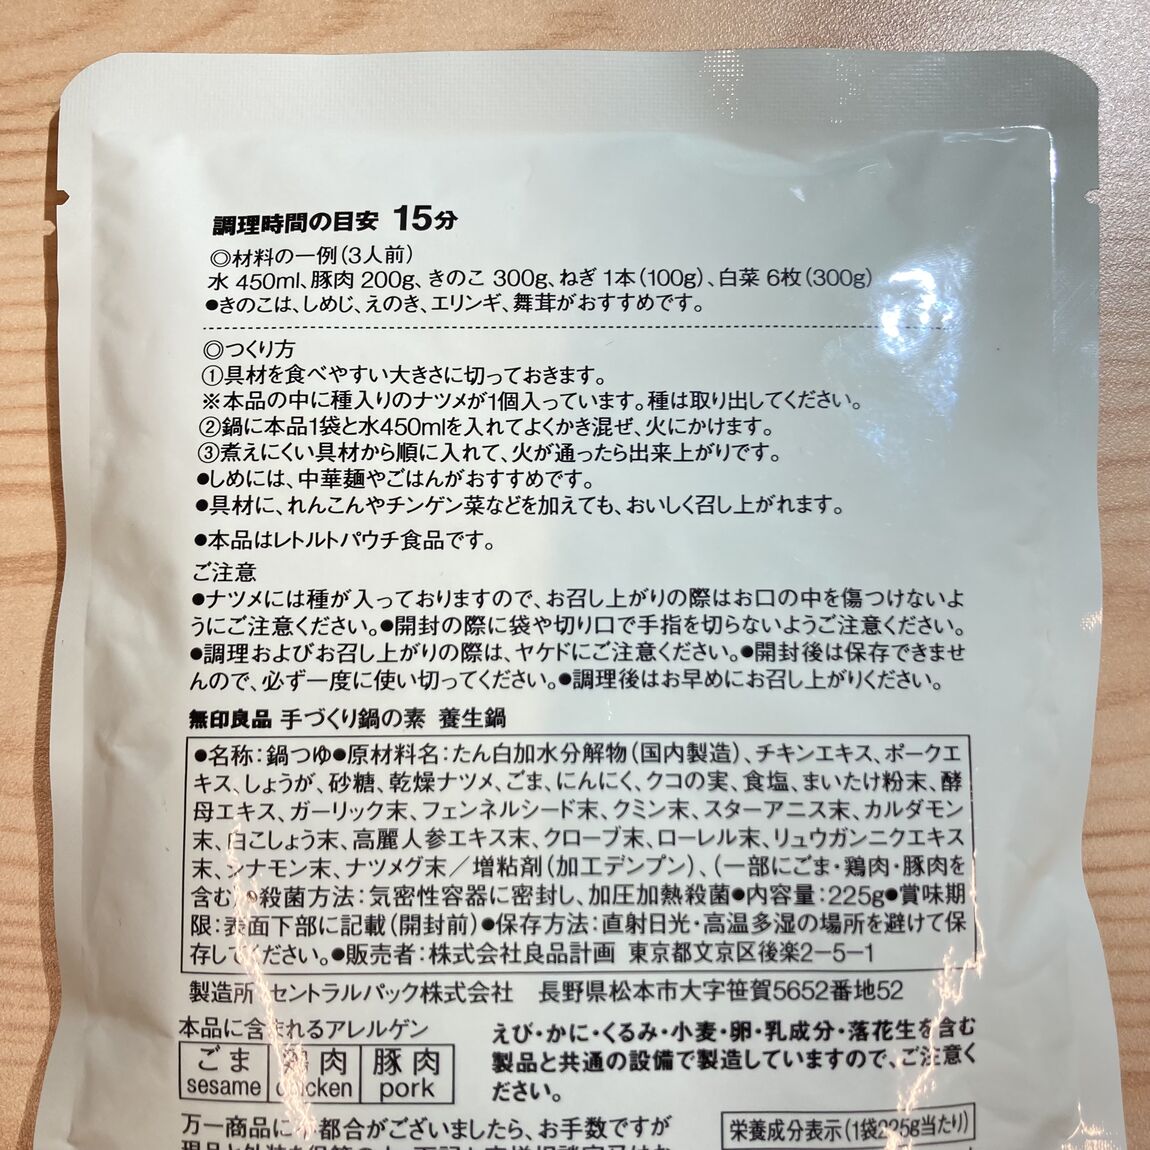 調理時間の目安 15分
◎材料の一例(3人前)
水 450ml、豚肉 200g、きのこ 300g、ねぎ 1本(100g)、白菜 6枚(300g)
●きのこは、しめじ、えのき、エリンギ、舞茸がおすすめです。
◎つくり方
①具材を食べやすい大きさに切っておきます。
※本品の中に種入りのナツメが1個入っています。種は取り出してください。
②鍋に本品1袋と水450mlを入れてよくかき混ぜ、火にかけます。
③煮えにくい具材から順に入れて、火が通ったら出来上がりです。
●しめには、中華麺やごはんがおすすめです。
●具材に、れんこんやチンゲン菜などを加えても、おいしく召し上がれます。
●本品はレトルトパウチ食品です。
ご注意
●ナツメには種が入っておりますので、お召し上がりの際はお口の中を傷つけないよ
うにご注意ください。●開封の際に袋や切り口で手指を切らないようご注意ください。
●調理およびお召し上がりの際は、ヤケドにご注意ください。●開封後は保存できませ
んので、必ず一度に使い切ってください。●調理後はお早めにお召し上がりください。
無印良品 手づくり鍋の素 養生鍋
●名称:鍋つゆ●原材料名:たん白加水分解物(国内製造)、チキンエキス、ポークエ
キス、しょうが、砂糖、乾燥ナツメ、ごま、にんにく、クコの実、食塩、まいたけ粉末、酵
母エキス、ガーリック末、フェンネルシード末、クミン末、スターアニス末、カルダモン
末、白こしょう末、高麗人参エキス末、クローブ末、ローレル末、リュウガンニクエキス
末、シナモン末、ナツメグ末/増粘剤(加工デンプン)、(一部にごま・鶏肉・豚肉を
含む)●殺菌方法:気密性容器に密封し、加圧加熱殺菌●内容量:225g●賞味期
限:表面下部に記載(開封前)●保存方法:直射日光・高温多湿の場所を避けて保
存してください。●販売者:株式会社良品計画 東京都文京区後楽2-5-1
製造所 セントラルパック株式会社 長野県松本市大字笹賀5652番地52
本品に含まれるアレルゲン
ごま 鶏肉 豚肉
sesame chicken pork
えび・かに・くるみ・小麦・卵・乳成分・落花生を含む
製品と共通の設備で製造していますので、ご注意く
ださい。
万一商品に不都合がございましたら、お手数ですが
栄養成分表示(1袋225g当たり)